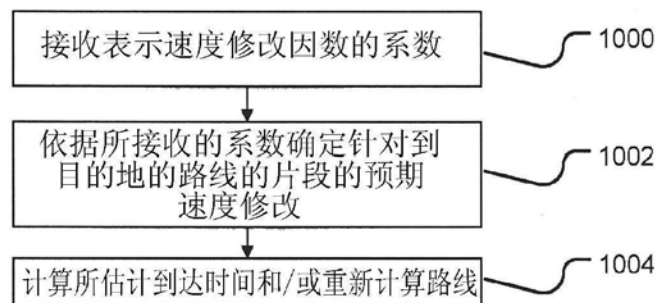 接收表示速度修改因数的系数
1000
依据所接收的系数确定针对到
目的地的路线的片段的预期
速度修改
1002
计算所估计到达时间和/或重新计算路线
1004